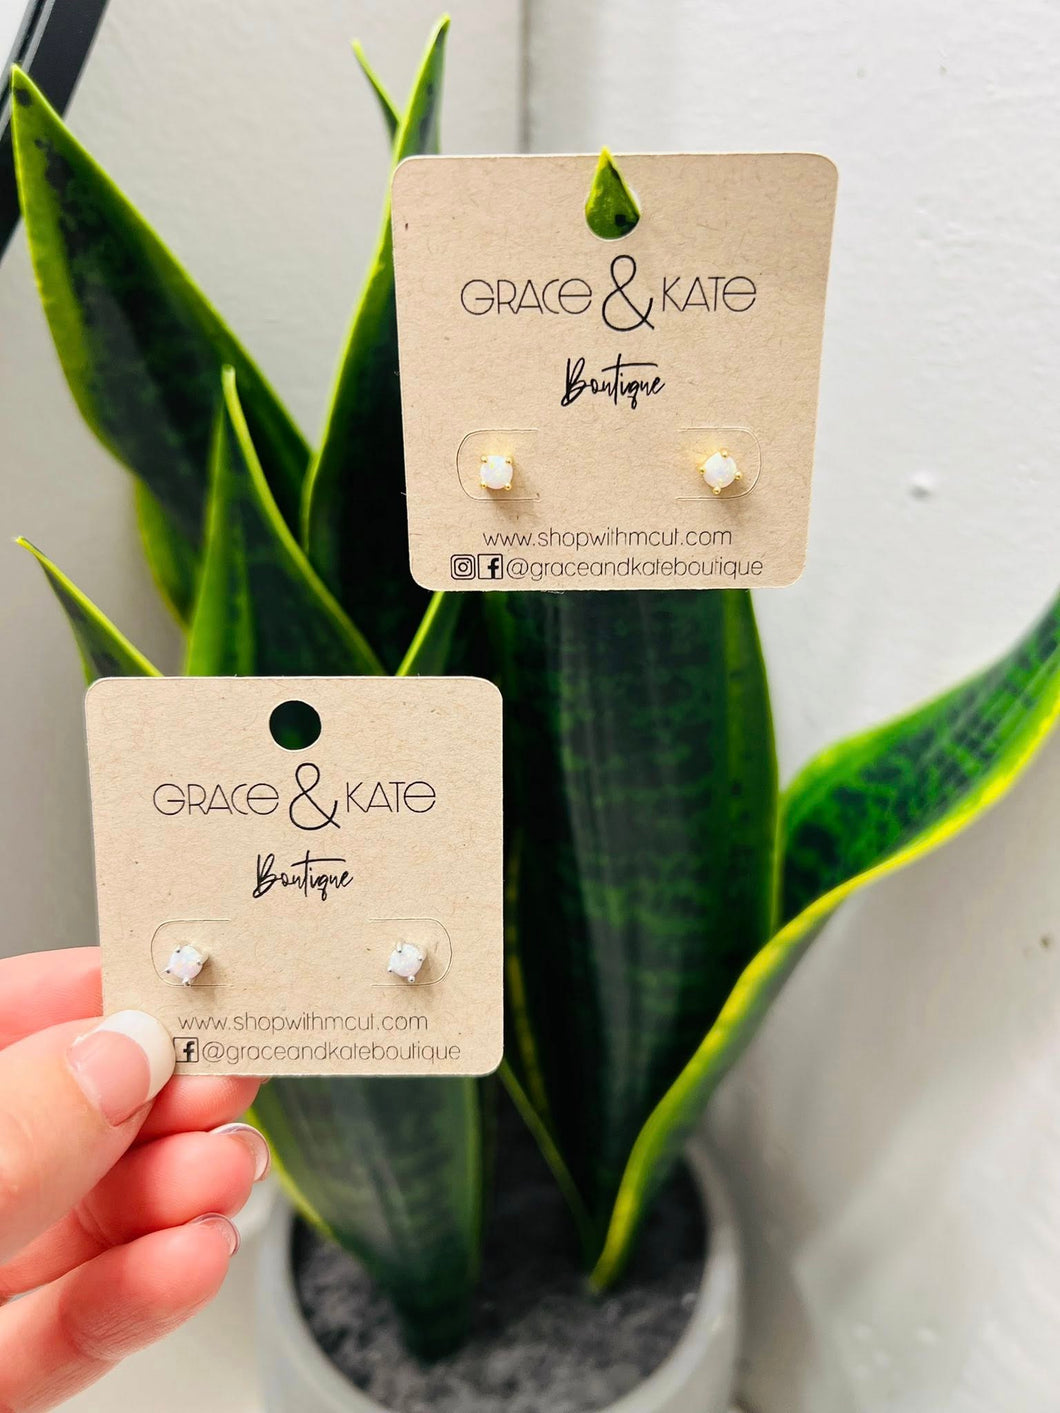 GRACE & KATE
Boutique
www.shopwithmcut.com
@graceandkateboutique
GRACE & KATE
Boutique
www.shopwithmcut.com
@graceandkateboutique